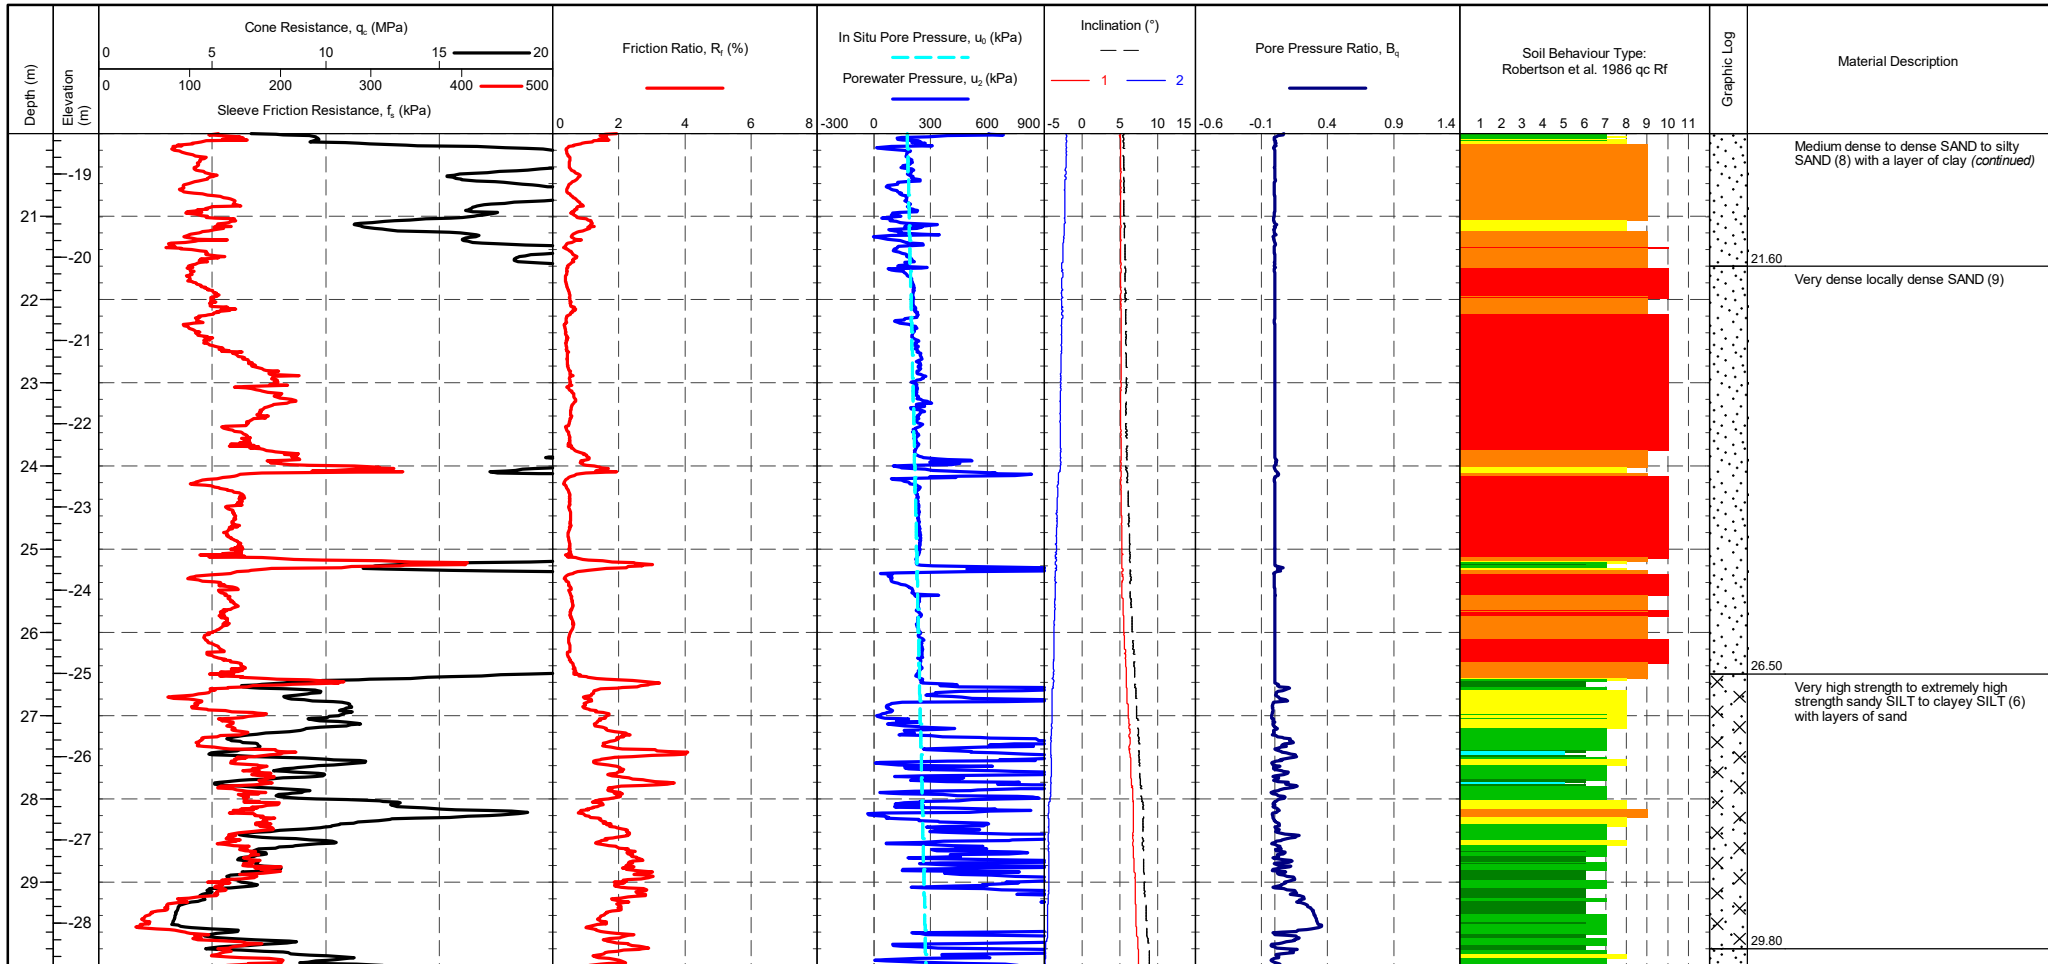 Depth (m)
Elevation (m)
Cone Resistance, qc (MPa)
0 5 10 15 20
0 100 200 300 400 500
Sleeve Friction Resistance, fs (kPa)
Friction Ratio, Rf (%)
0 2 4 6 8
In Situ Pore Pressure, u0 (kPa)
Porewater Pressure, u2 (kPa)
-300 0 300 600 900
Inclination (°)
1 2
-5 0 5 10 15
Pore Pressure Ratio, Bq
-0.6 -0.1 0.4 0.9 1.4
Soil Behaviour Type:
Robertson et al. 1986 qc Rf
1 2 3 4 5 6 7 8 9 10 11
Graphic Log
Material Description
Medium dense to dense SAND to silty
SAND (8) with a layer of clay (continued)
-19
21
-20
21.60
Very dense locally dense SAND (9)
22
-21
23
-22
24
-23
25
-24
26
-25
26.50
Very high strength to extremely high
strength sandy SILT to clayey SILT (6)
with layers of sand
27
-26
28
-27
29
-28
29.80